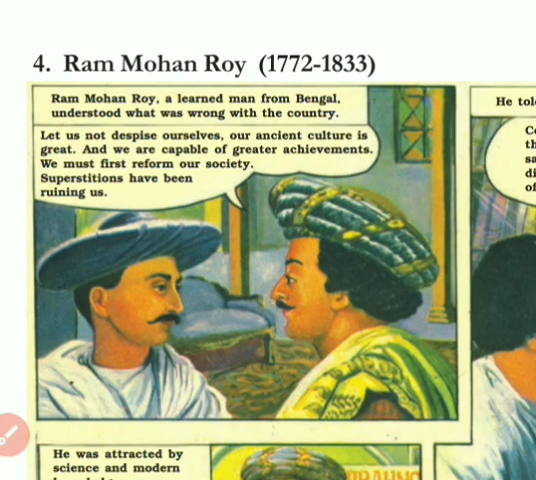 4. Ram Mohan Roy (1772-1833)
Ram Mohan Roy, a learned man from Bengal,
understood what was wrong with the country.
Let us not despise ourselves, our ancient culture is
great. And we are capable of greater achievements.
We must first reform our society.
Superstitions have been
ruining us.
He
He was attracted by
science and modern